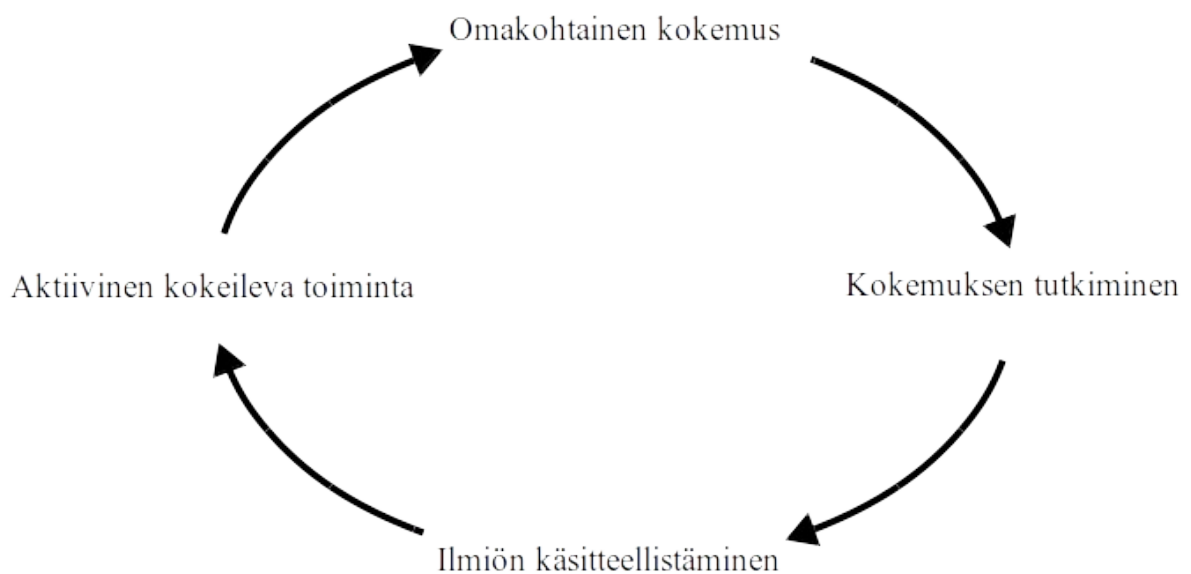 Omakohtainen kokemus
Aktiivinen kokeileva toiminta
Kokemuksen tutkiminen
Ilmiön käsitteellistäminen